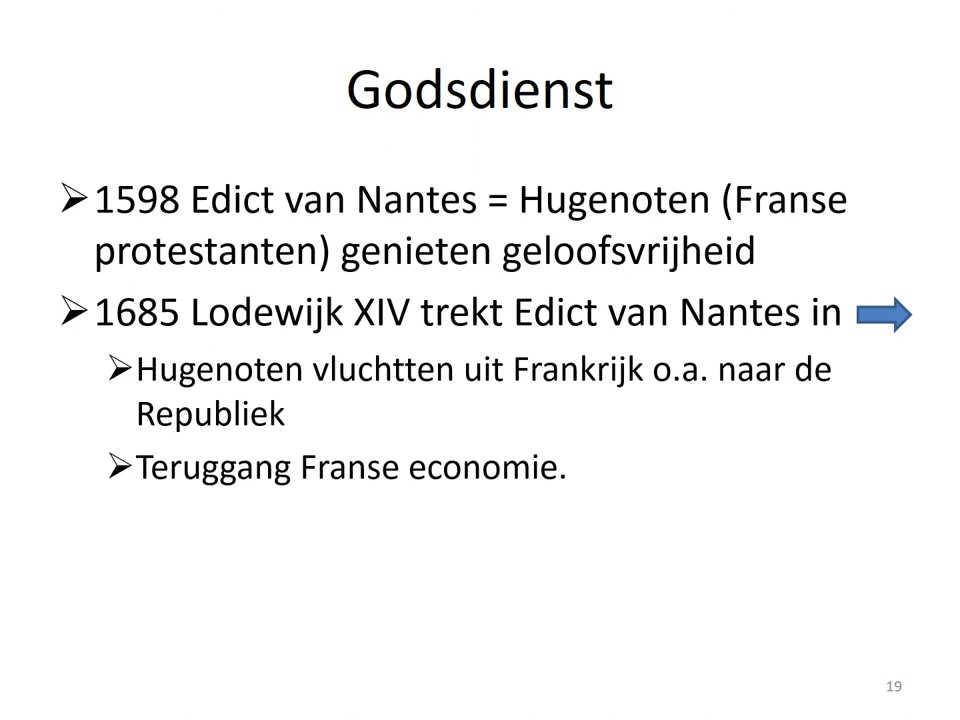 Godsdienst
1598 Edict van Nantes = Hugenoten (Franse
protestanten) genieten geloofsvrijheid
1685 Lodewijk XIV trekt Edict van Nantes in
Hugenoten vluchtten uit Frankrijk o.a. naar de
Republiek
Teruggang Franse economie.
19